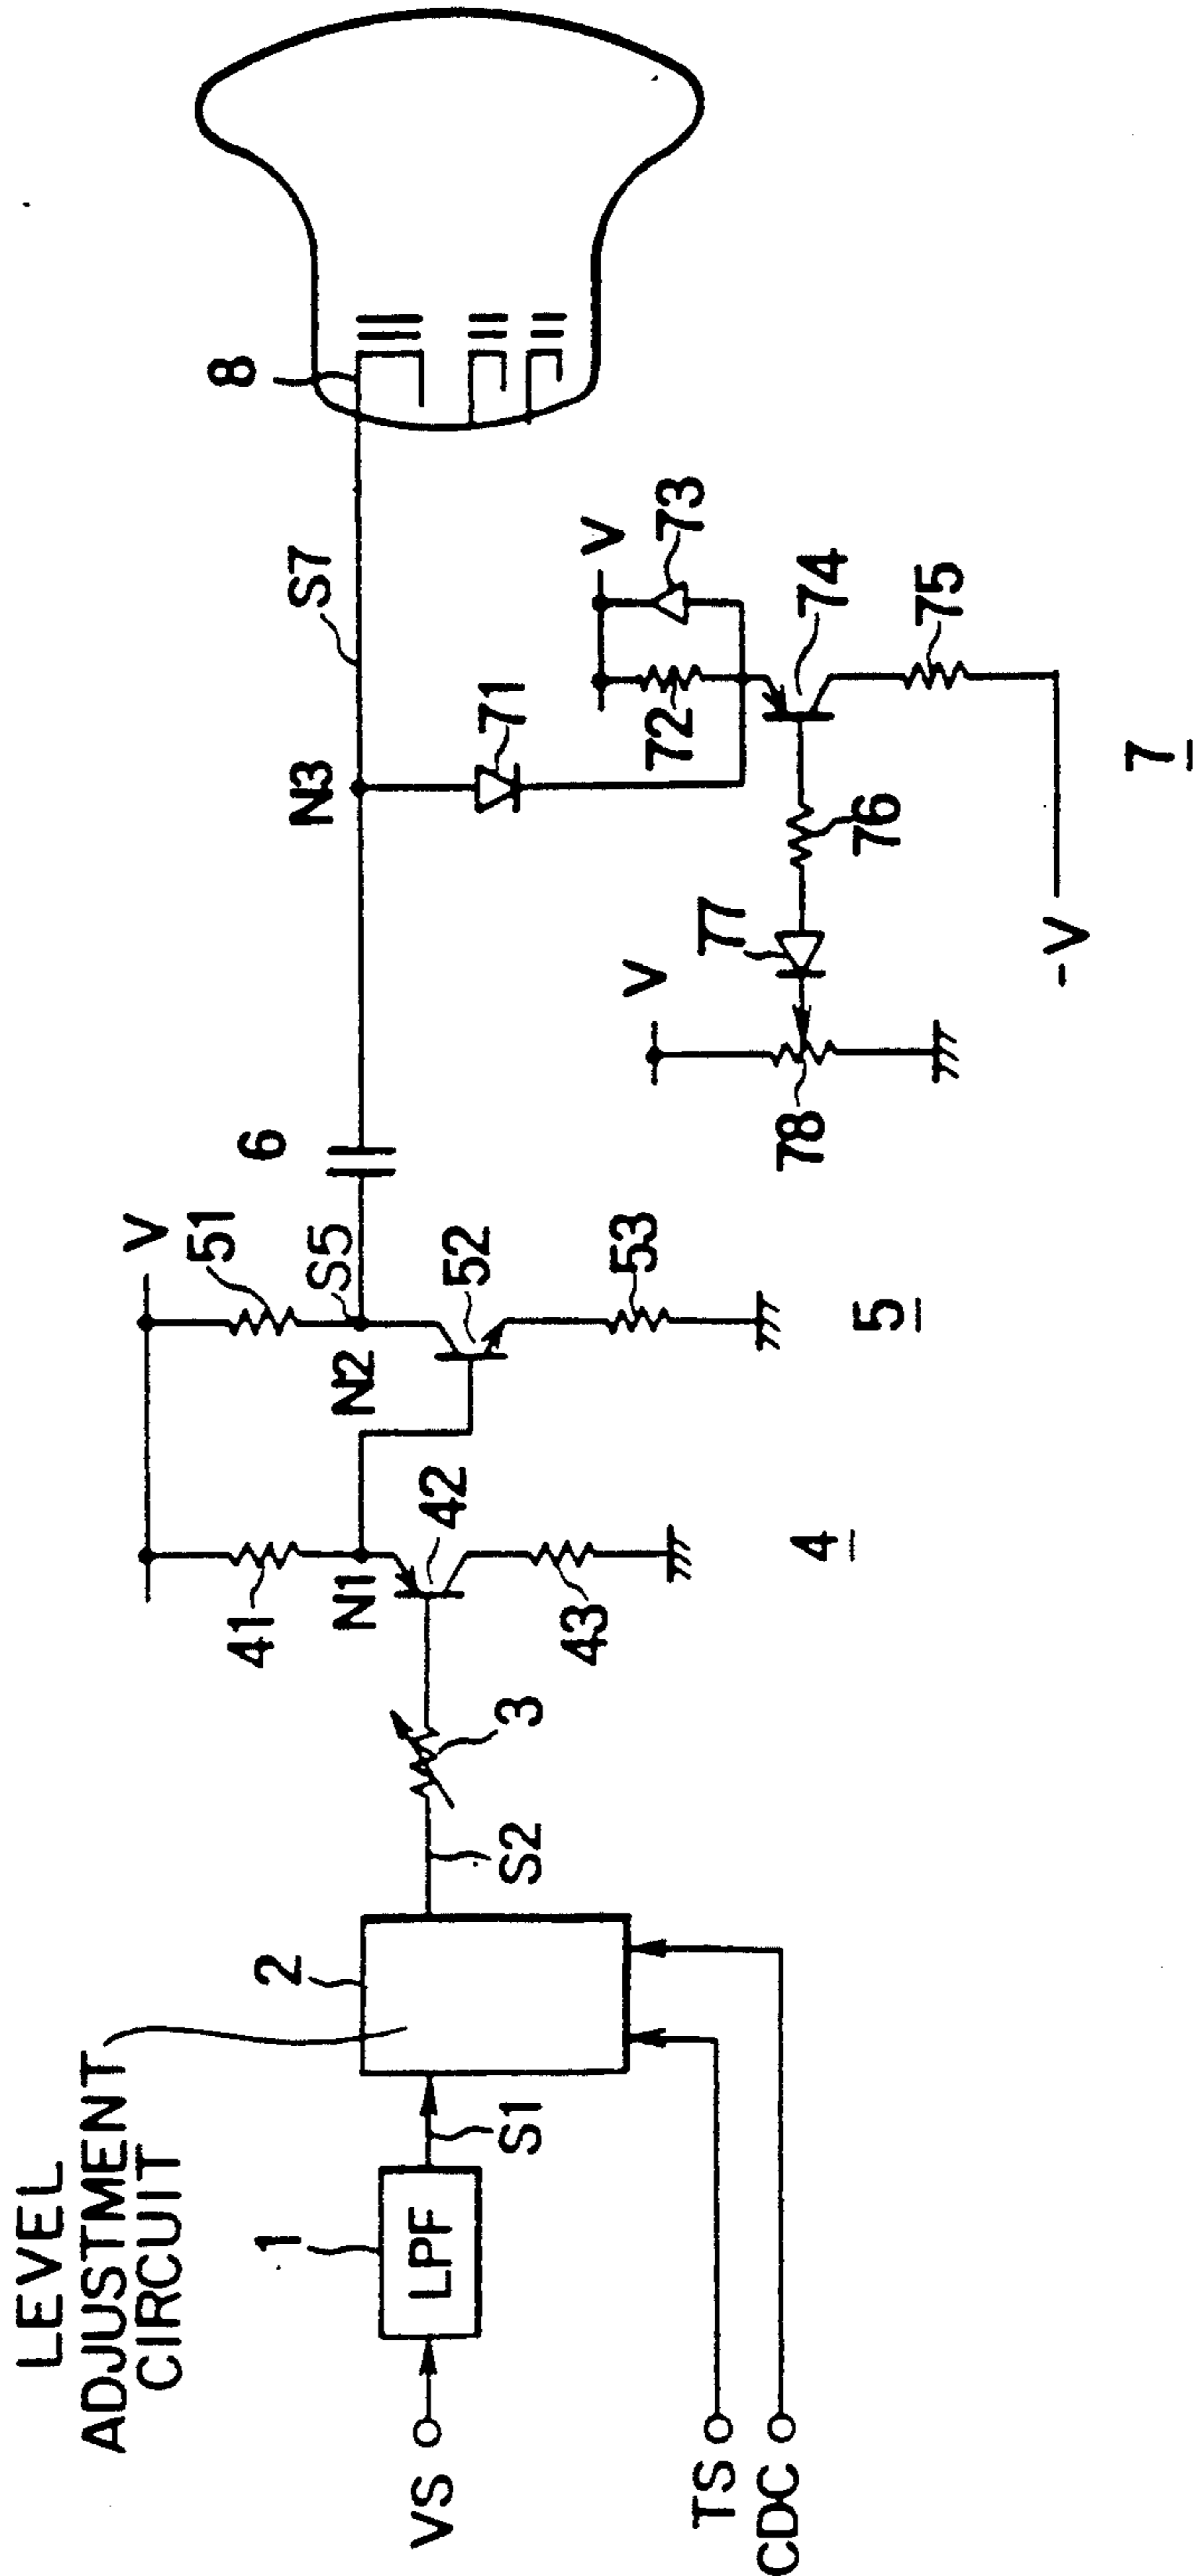 LEVEL
ADJUSTMENT
CIRCUIT
VS
1
LPF
S1
2
S2
TS
CDC
3
41
N1
42
43
4
V
51
S5
N2
52
53
5
6
N3
S7
8
71
V
72
73
74
75
76
77
V
78
-V
7